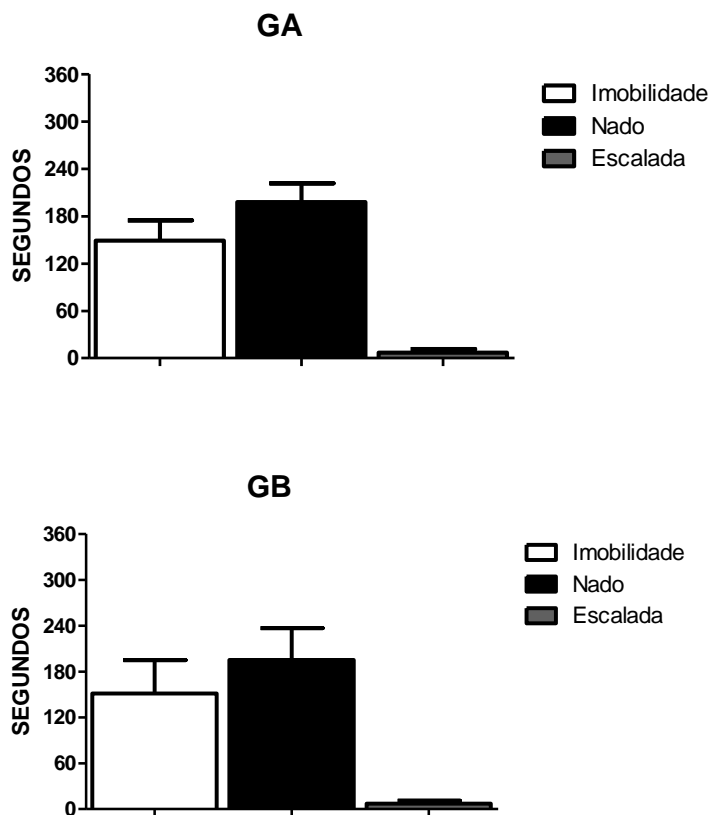 GA
360
300
240
180
120
60
0
SEGUNDOS
Imobilidade
Nado
Escalada
GB
360
300
240
180
120
60
0
SEGUNDOS
Imobilidade
Nado
Escalada